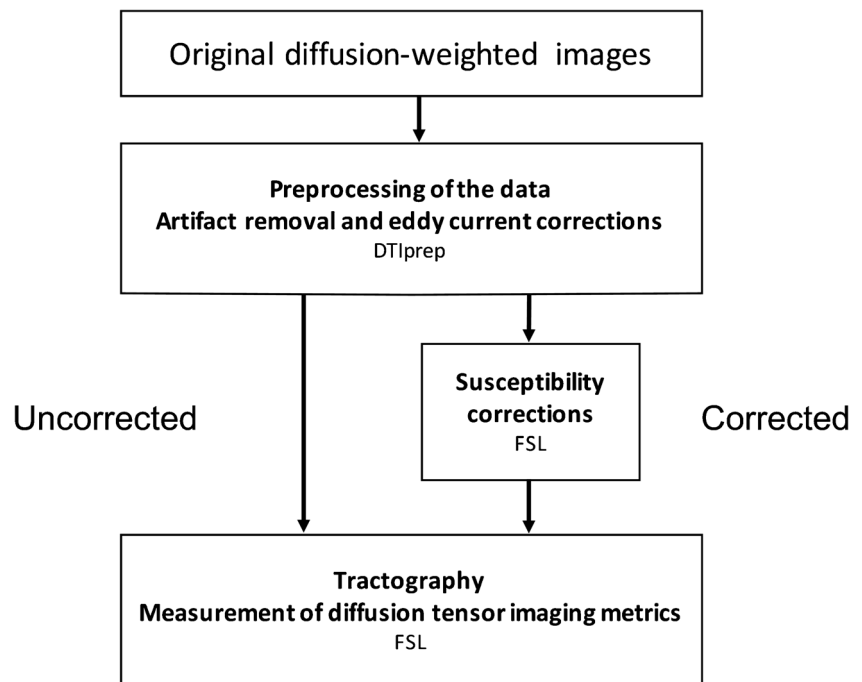 Original diffusion-weighted images
Preprocessing of the data
Artifact removal and eddy current corrections
DTIprep
Susceptibility
corrections
FSL
Uncorrected
Corrected
Tractography
Measurement of diffusion tensor imaging metrics
FSL